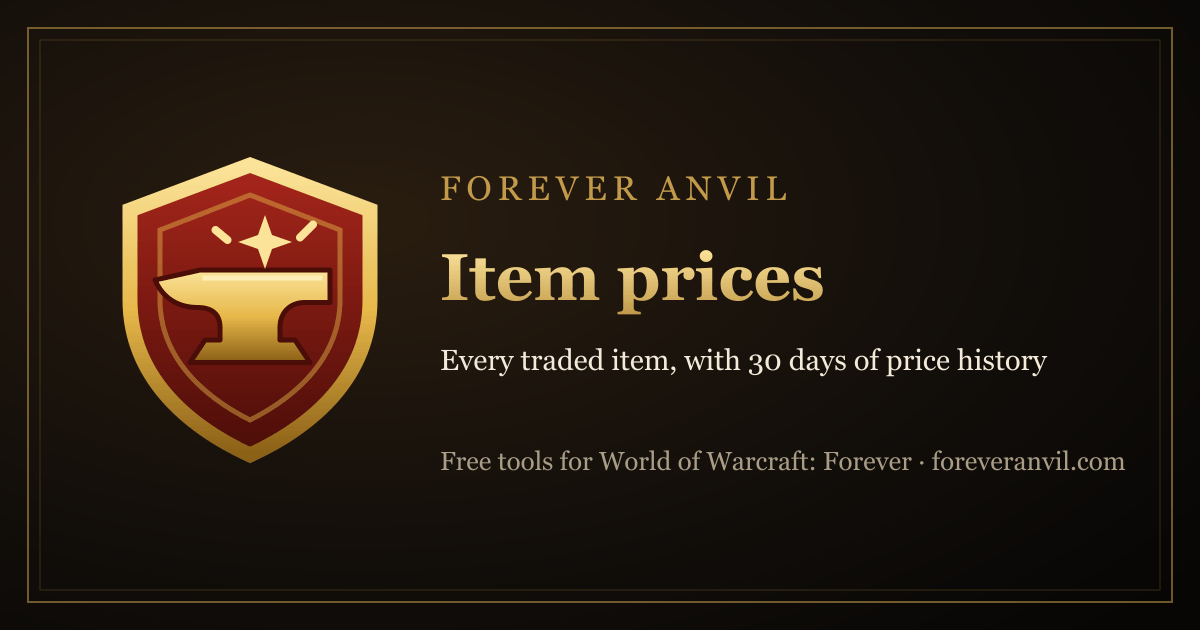 FOREVER ANVIL
Item prices
Every traded item, with 30 days of price history
Free tools for World of Warcraft: Forever · foreveranvil.com